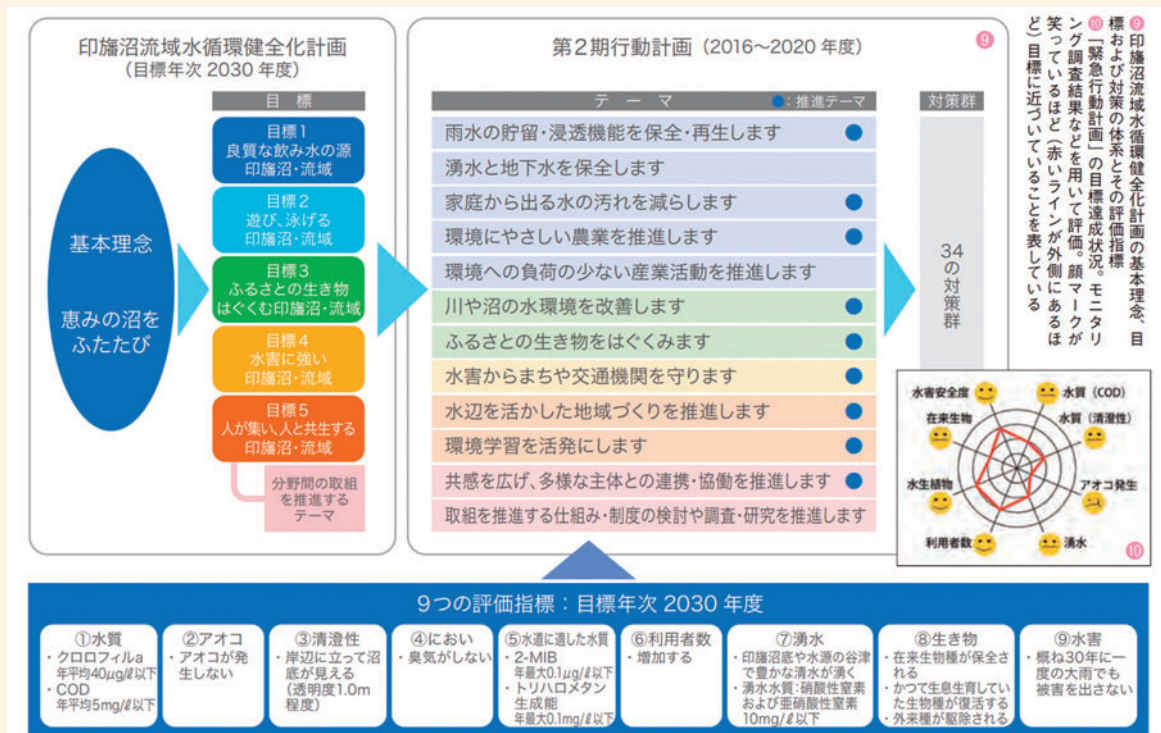 印旛沼流域水循環健全化計画
(目標年次 2030 年度)
目 標
基本理念
恵みの沼を
ふたたび
目標1
良質な飲み水の源
印旛沼・流域
目標2
遊び、泳げる
印旛沼・流域
目標3
ふるさとの生き物
はぐくむ印旛沼・流域
目標4
水害に強い
印旛沼・流域
目標5
人が集い、人と共生する
印旛沼・流域
分野間の取組
を推進する
テーマ
第2期行動計画(2016~2020 年度)
⑨
テ ー マ ●:推進テーマ
雨水の貯留・浸透機能を保全・再生します ●
湧水と地下水を保全します
家庭から出る水の汚れを減らします ●
環境にやさしい農業を推進します ●
環境への負荷の少ない産業活動を推進します
川や沼の水環境を改善します ●
ふるさとの生き物をはぐくみます ●
水害からまちや交通機関を守ります ●
水辺を活かした地域づくりを推進します ●
環境学習を活発にします ●
共感を広げ、多様な主体との連携・協働を推進します ●
取組を推進する仕組み・制度の検討や調査・研究を推進します
対策群
34の対策群
⑨印旛沼流域水循環健全化計画の基本理念、目
標および対策の体系とその評価指標
⑩「緊急行動計画」の目標達成状況。モニタリ
ング調査結果などを用いて評価。顔マークが
笑っているほど(赤いラインが外側にあるほ
ど)目標に近づいていることを表している
水害安全度
水質(COD)
在来生物
水質(清澄性)
水生植物
アオコ発生
利用者数
湧水
⑩
9つの評価指標:目標年次 2030 年度
①水質
・クロロフィルa
年平均40μg/ℓ以下
・COD
年平均5mg/ℓ以下
②アオコ
・アオコが発
生しない
③清澄性
・岸辺に立って沼
底が見える
(透明度1.0m
程度)
④におい
・臭気がしない
⑤水道に適した水質
・2-MIB
年最大0.1μg/ℓ以下
・トリハロメタン
生成能
年最大0.1mg/ℓ以下
⑥利用者数
・増加する
⑦湧水
・印旛沼底や水源の谷津
で豊かな清水が湧く
・湧水水質:硝酸性窒素
および亜硝酸性窒素
10mg/ℓ以下
⑧生き物
・在来生物種が保全さ
れる
・かつて生息生育してい
た生物種が復活する
・外来種が駆除される
⑨水害
・概ね30年に一
度の大雨でも
被害を出さない